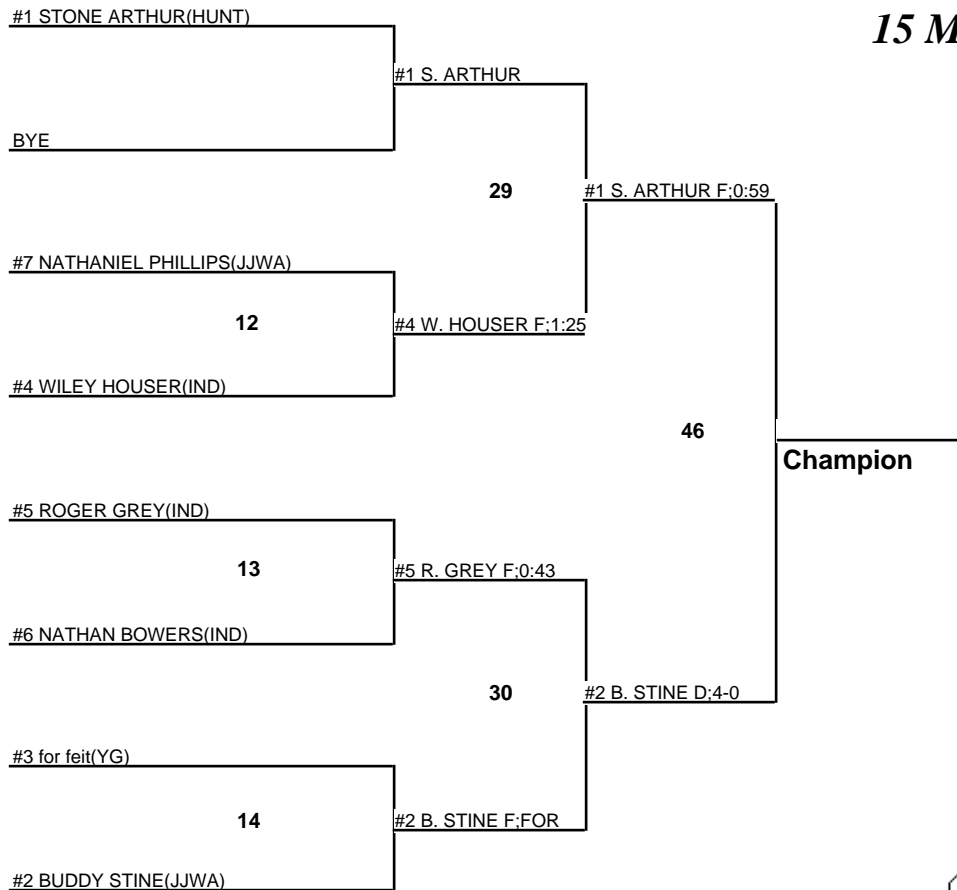 #1 STONE ARTHUR(HUNT)
15 M
#1 S. ARTHUR
BYE
29
#1 S. ARTHUR F;0:59
#7 NATHANIEL PHILLIPS(JJWA)
12
#4 W. HOUSER F;1:25
#4 WILEY HOUSER(IND)
46
Champion
#5 ROGER GREY(IND)
13
#5 R. GREY F;0:43
#6 NATHAN BOWERS(IND)
30
#2 B. STINE D;4-0
#3 for feit(YG)
14
#2 B. STINE F;FOR
#2 BUDDY STINE(JJWA)